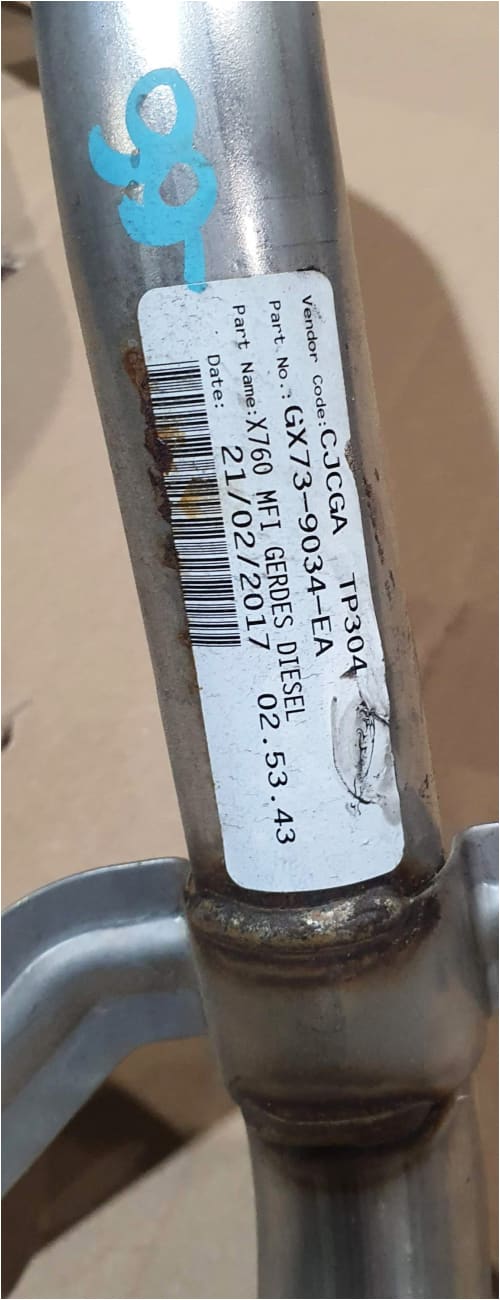 Vendor Code:CJCGA TP304
Part No.:GX73-9034-EA
Part Name:X760 MFI GERDES DIESEL
Date: 21/02/2017 02.53.43